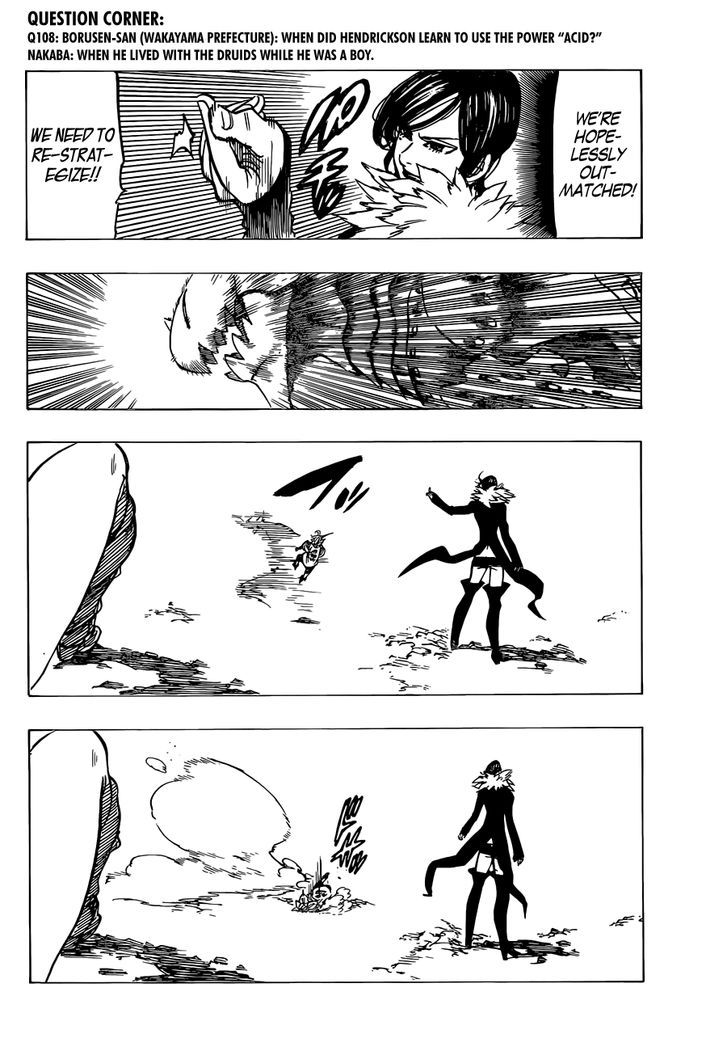 QUESTION CORNER:
Q108: BORUSEN-SAN (WAKAYAMA PREFECTURE): WHEN DID HENDRICKSON LEARN TO USE THE POWER “ACID?”
NAKABA: WHEN HE LIVED WITH THE DRUIDS WHILE HE WAS A BOY.
WE'RE
HOPE-
LESSLY
OUT-
MATCHED!
WE NEED TO
RE-STRAT-
EGIZE!!
フッ